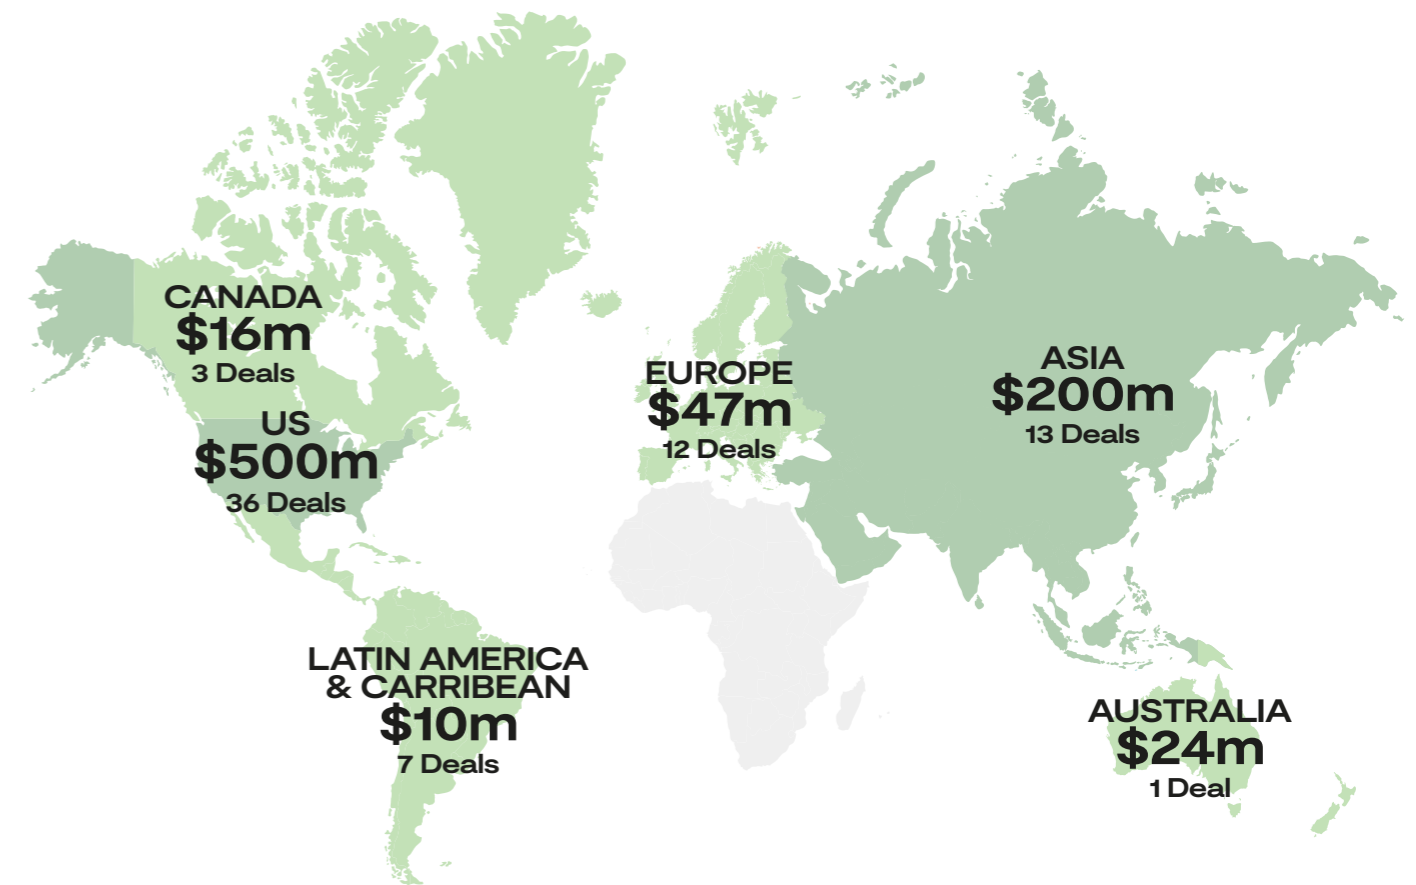 CANADA
$16m
3 Deals
US
$500m
36 Deals
EUROPE
$47m
12 Deals
ASIA
$200m
13 Deals
LATIN AMERICA
& CARRIBEAN
$10m
7 Deals
AUSTRALIA
$24m
1 Deal